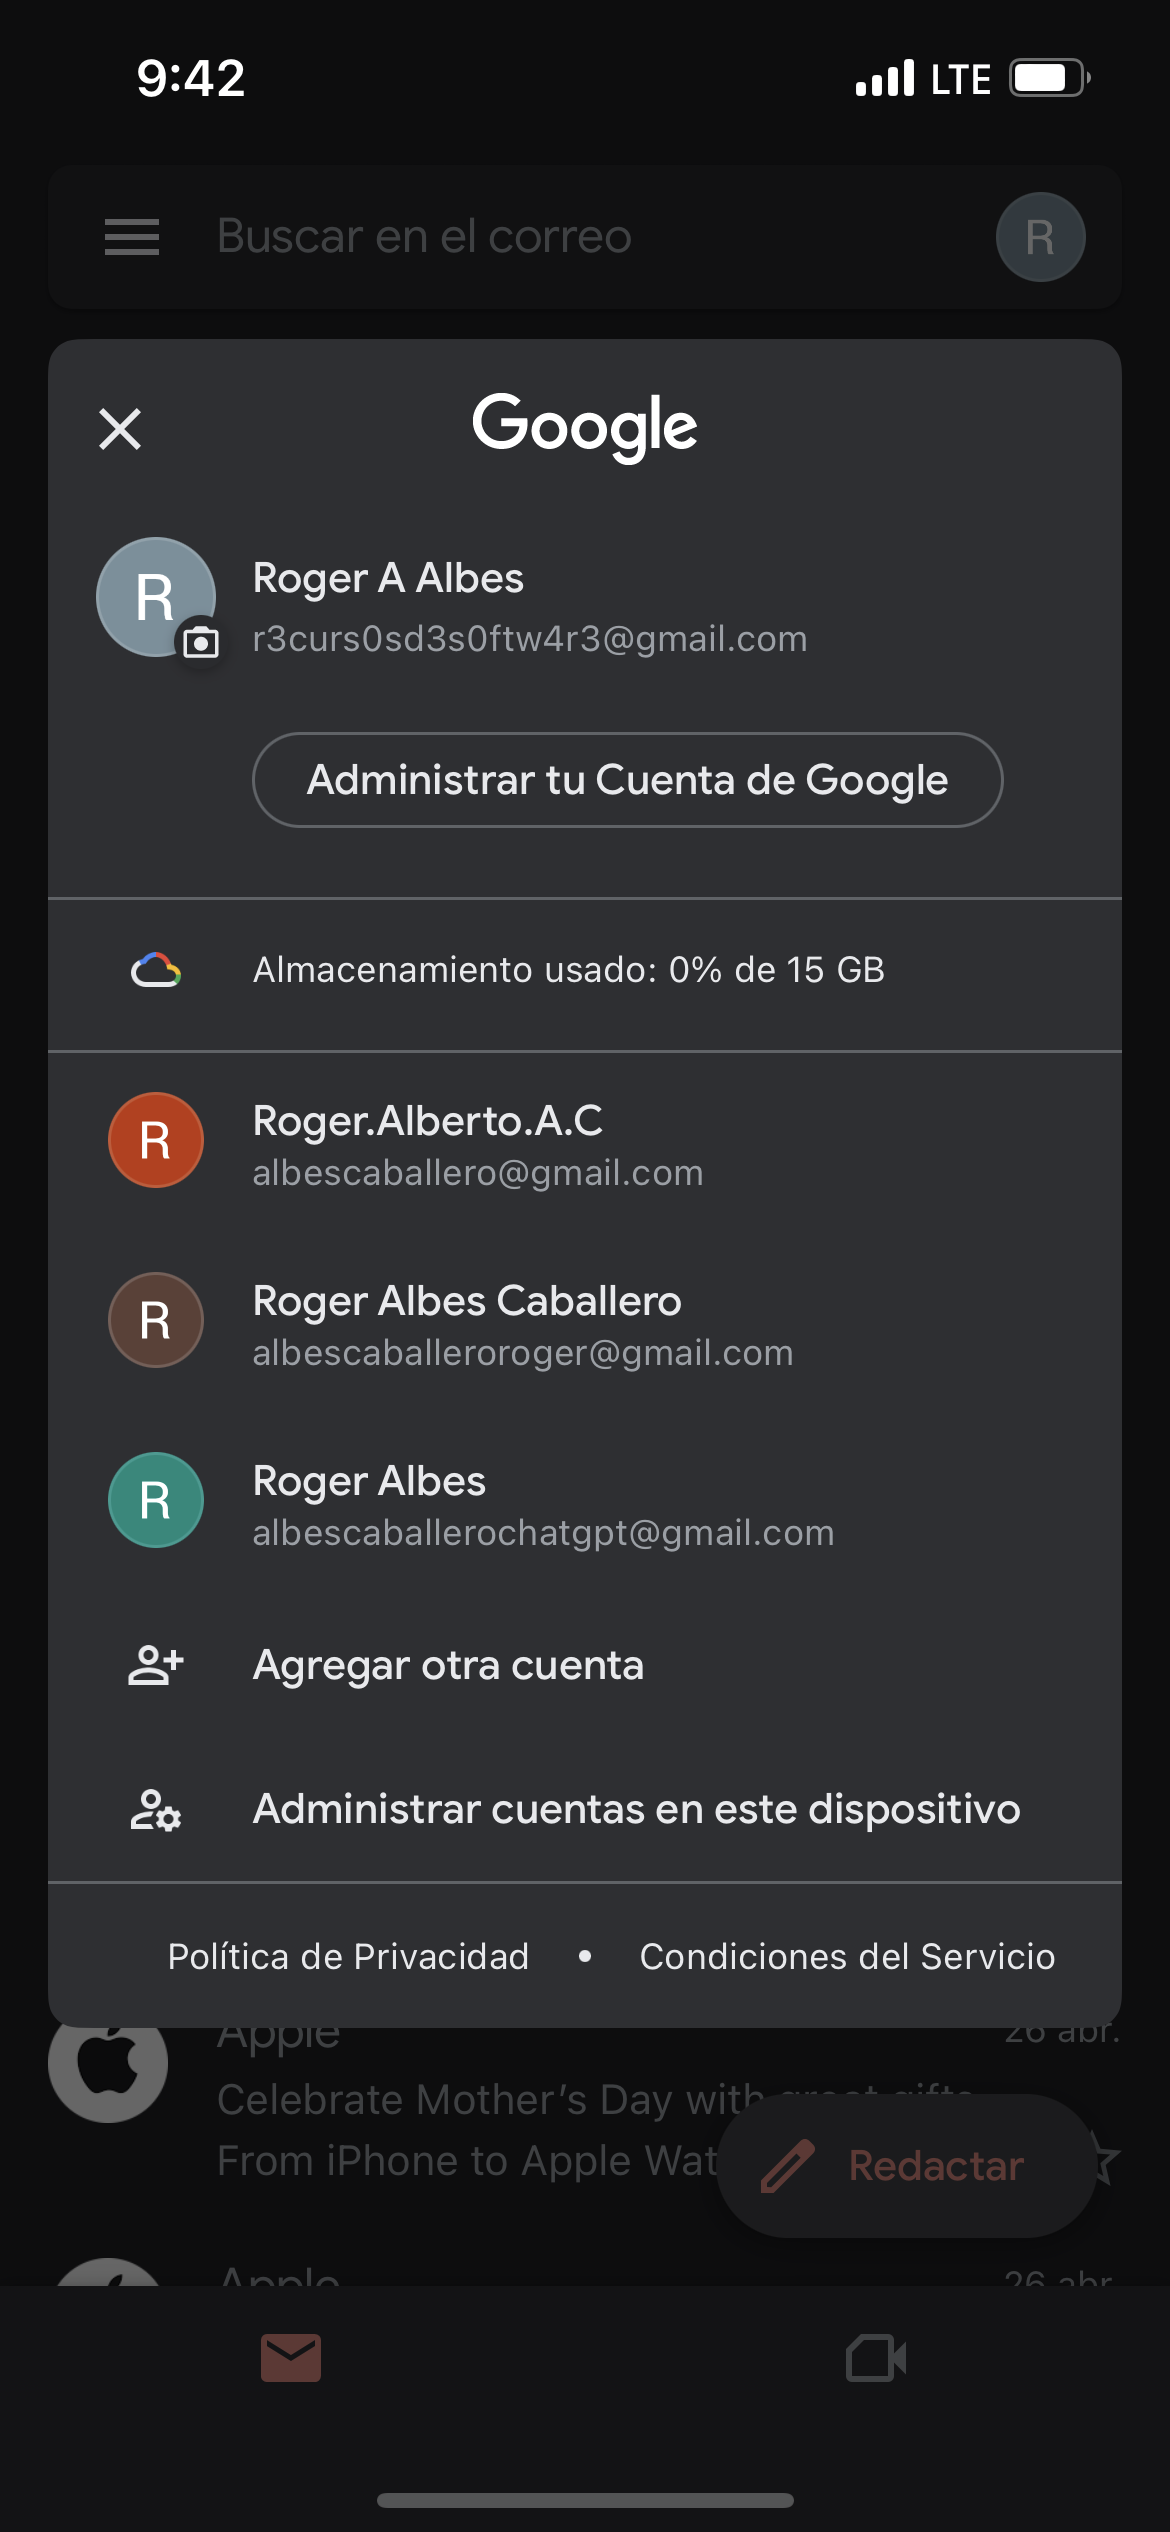 9:42
LTE
Buscar en el correo
R
Google
R
Roger A Albes
r3curs0sd3s0ftw4r3@gmail.com
Administrar tu Cuenta de Google
Almacenamiento usado: 0% de 15 GB
R
Roger.Alberto.A.C
albescaballero@gmail.com
R
Roger Albes Caballero
albescaballeroroger@gmail.com
R
Roger Albes
albescaballerochatgpt@gmail.com
Agregar otra cuenta
Administrar cuentas en este dispositivo
Política de Privacidad • Condiciones del Servicio
Apple
26 abr.
Celebrate Mother's Day with great gifts
From iPhone to Apple Wat
Redactar
Apple
26 abr.